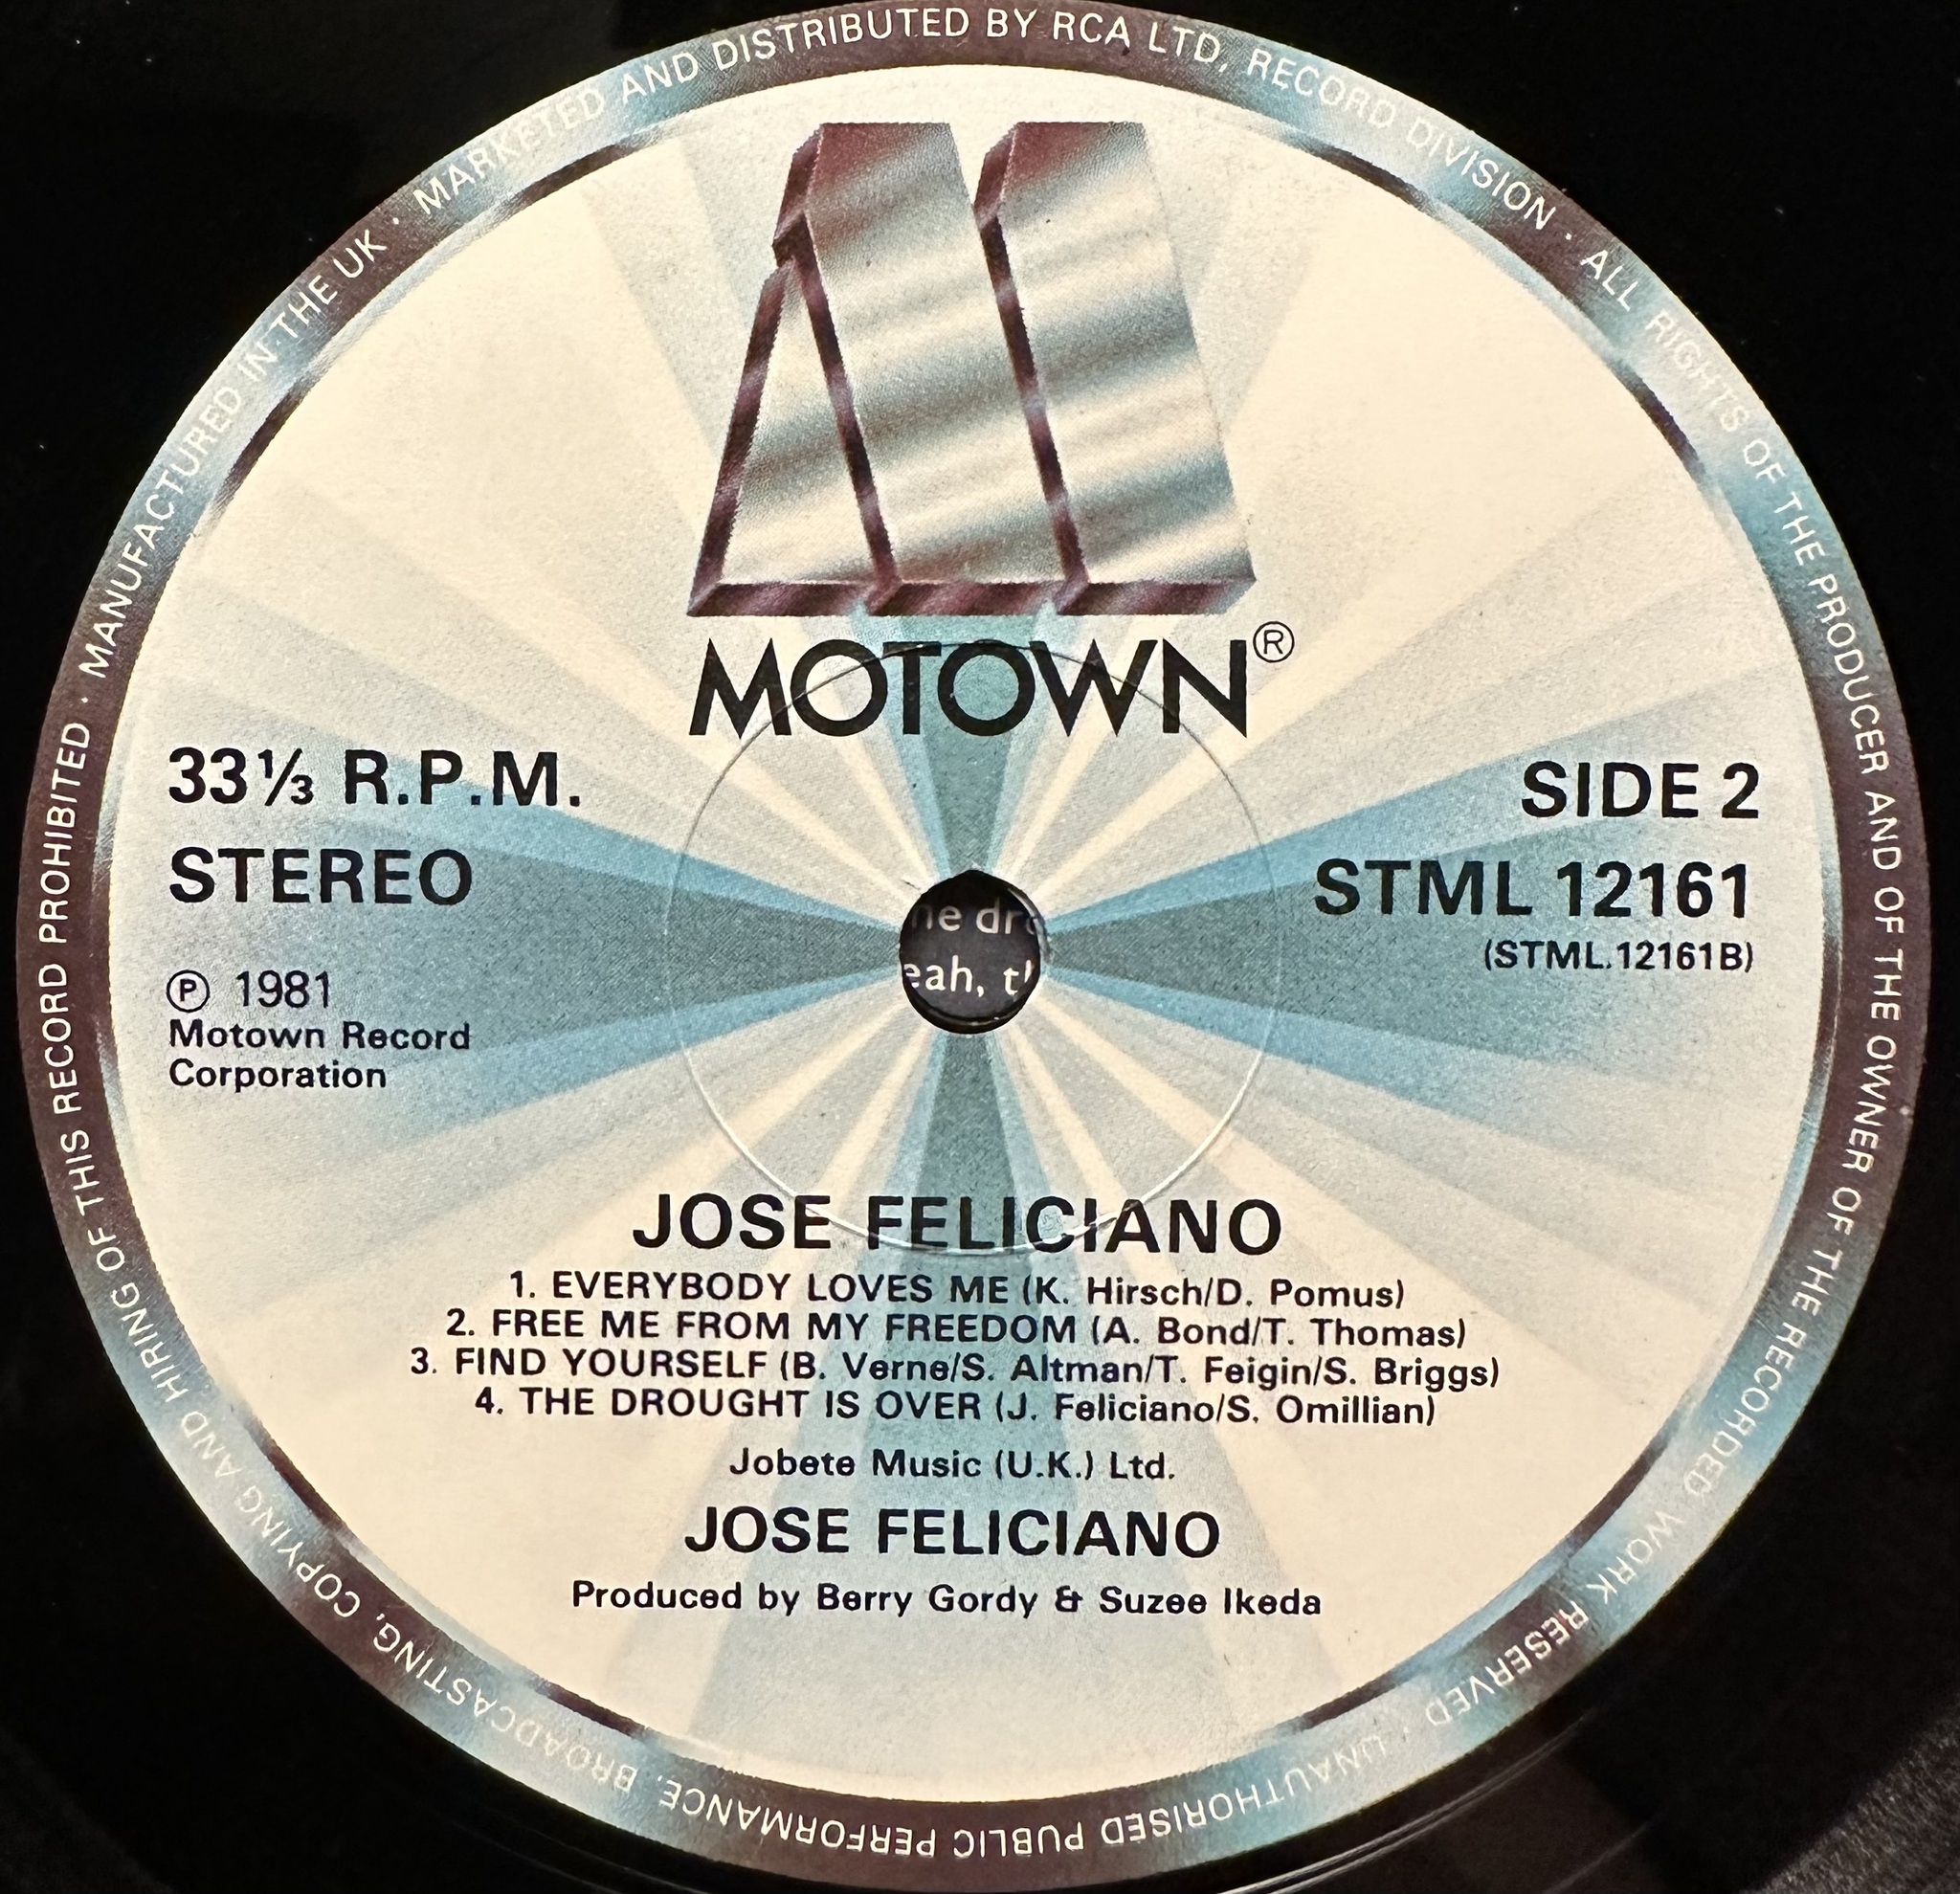 MANUFACTURED IN THE UK · MARKETED AND DISTRIBUTED BY RCA LTD, RECORD DIVISION · ALL RIGHTS OF THE PRODUCER AND OF THE OWNER OF THE RECORDED WORK RESERVED · UNAUTHORISED PUBLIC PERFORMANCE, BROADCASTING, COPYING AND HIRING OF THIS RECORD PROHIBITED ·
MOTOWN®
33⅓ R.P.M.
STEREO
℗ 1981
Motown Record
Corporation
SIDE 2
STML 12161
(STML.12161B)
eah, t
JOSE FELICIANO
1. EVERYBODY LOVES ME (K. Hirsch/D. Pomus)
2. FREE ME FROM MY FREEDOM (A. Bond/T. Thomas)
3. FIND YOURSELF (B. Verne/S. Altman/T. Feigin/S. Briggs)
4. THE DROUGHT IS OVER (J. Feliciano/S. Omillian)
Jobete Music (U.K.) Ltd.
JOSE FELICIANO
Produced by Berry Gordy & Suzee Ikeda